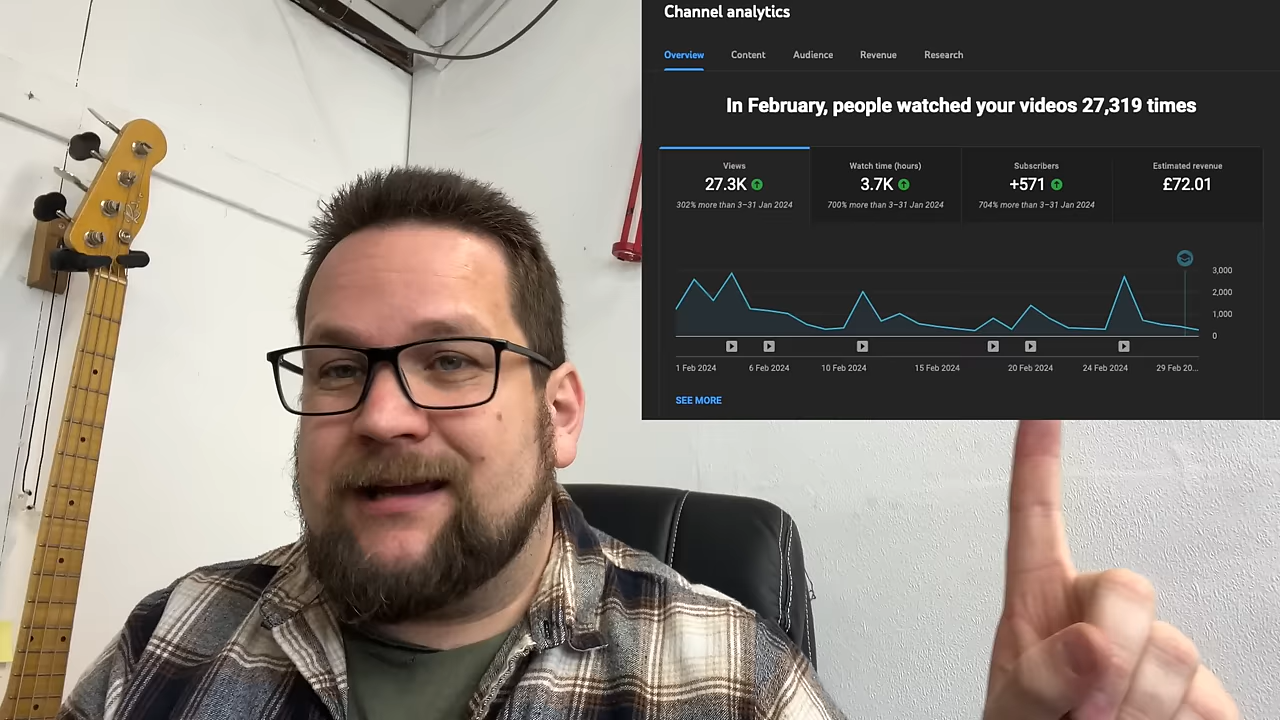 Channel analytics
Overview Content Audience Revenue Research
In February, people watched your videos 27,319 times
Views Watch time (hours) Subscribers Estimated revenue
27.3K 3.7K +571 £72.01
302% more than 3–31 Jan 2024 700% more than 3–31 Jan 2024 704% more than 3–31 Jan 2024
3,000
2,000
1,000
0
1 Feb 2024 6 Feb 2024 10 Feb 2024 15 Feb 2024 20 Feb 2024 24 Feb 2024 29 Feb 20...
SEE MORE